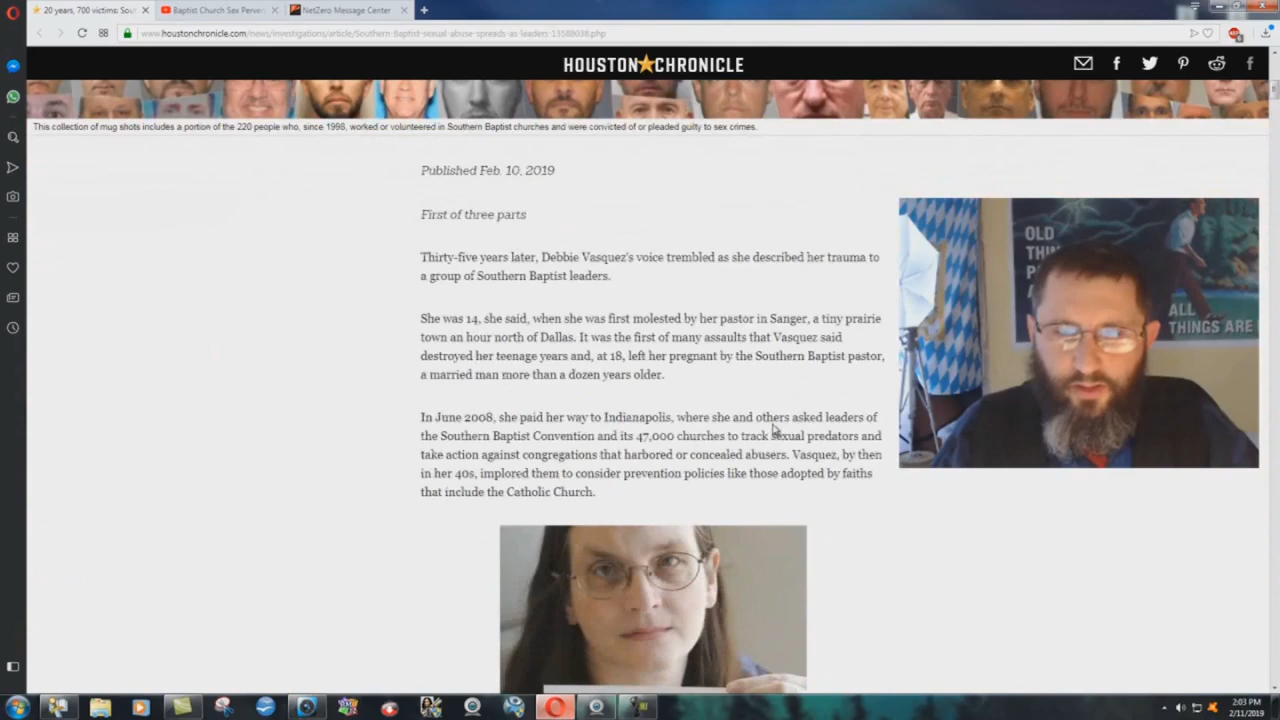 20 years, 700 victims: Sou
Baptist Church Sex Perver
NetZero Message Center
www.houstonchronicle.com/news/investigations/article/Southern-Baptist-sexual-abuse-spreads-as-leaders-13588038.php
HOUSTON CHRONICLE
This collection of mug shots includes a portion of the 220 people who, since 1998, worked or volunteered in Southern Baptist churches and were convicted of or pleaded guilty to sex crimes.
Published Feb. 10, 2019
First of three parts
Thirty-five years later, Debbie Vasquez's voice trembled as she described her trauma to
a group of Southern Baptist leaders.
She was 14, she said, when she was first molested by her pastor in Sanger, a tiny prairie
town an hour north of Dallas. It was the first of many assaults that Vasquez said
destroyed her teenage years and, at 18, left her pregnant by the Southern Baptist pastor,
a married man more than a dozen years older.
In June 2008, she paid her way to Indianapolis, where she and others asked leaders of
the Southern Baptist Convention and its 47,000 churches to track sexual predators and
take action against congregations that harbored or concealed abusers. Vasquez, by then
in her 40s, implored them to consider prevention policies like those adopted by faiths
that include the Catholic Church.
OLD
THIN
P
A
ALL
THINGS ARE
2:03 PM
2/11/2019